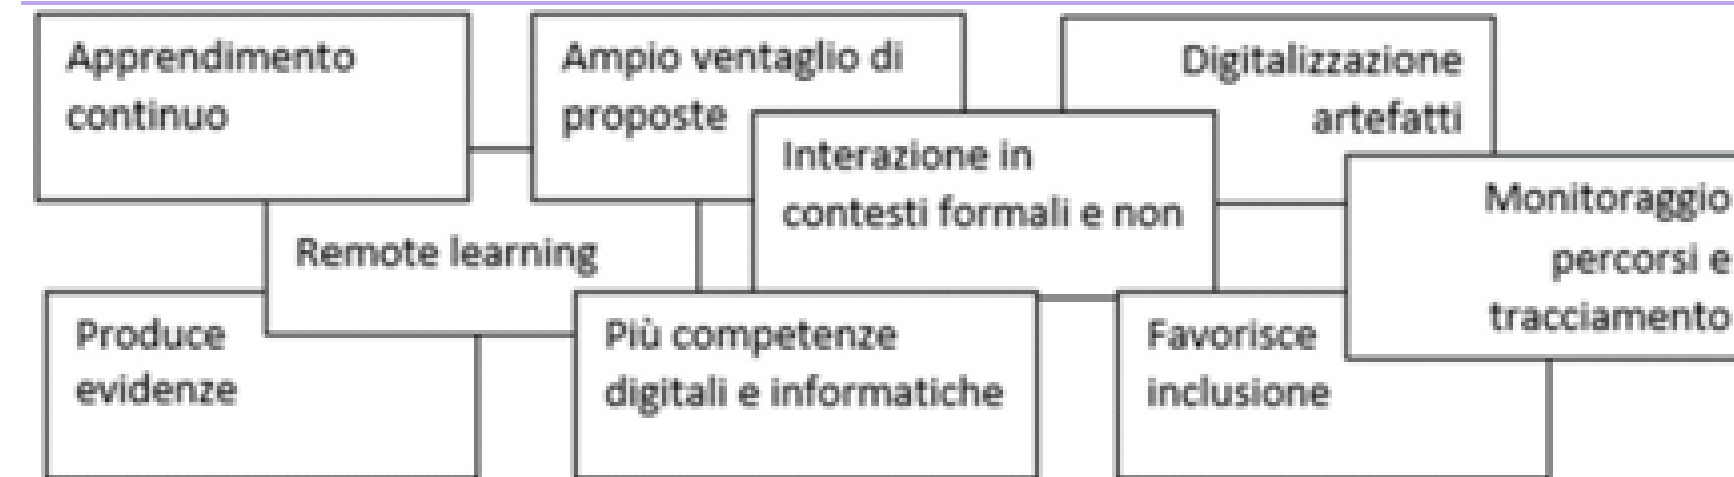 Apprendimento
continuo
Ampio ventaglio di
proposte
Digitalizzazione
artefatti
Interazione in
contesti formali e non
Monitoraggio
percorsi e
tracciamento
Remote learning
Produce
evidenze
Più competenze
digitali e informatiche
Favorisce
inclusione